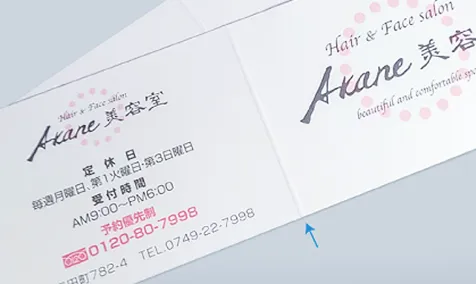 Hair & Face salon
Akane 美容室
定休日
毎週月曜日、第1火曜日・第3日曜日
受付時間
AM9:00〜PM6:00
予約優先制
0120-80-7998
田町782-4 TEL.0749-22-7998
Hair & Face salon
Akane 美容
beautiful and comfortable spa